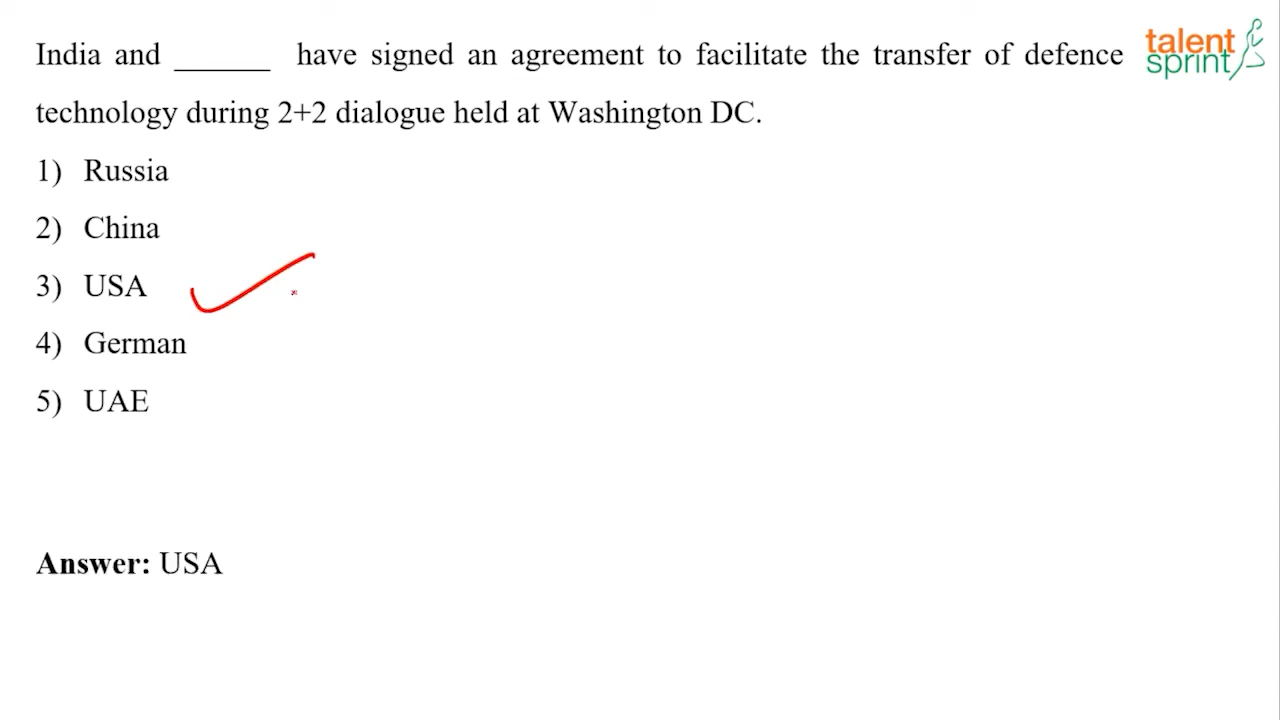 India and ______ have signed an agreement to facilitate the transfer of defence
technology during 2+2 dialogue held at Washington DC.
1) Russia
2) China
3) USA
4) German
5) UAE
Answer: USA
talent
sprint